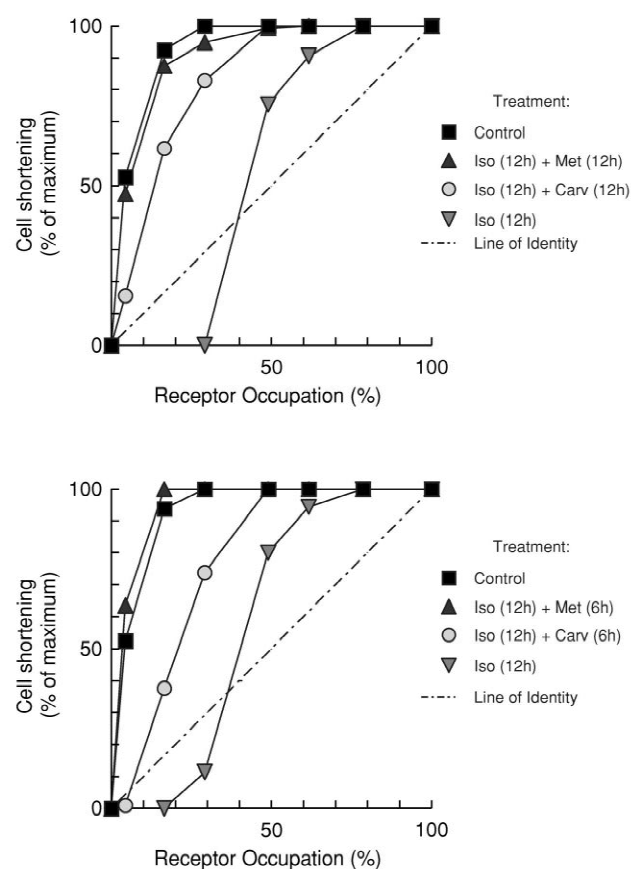 100
50
0
Cell shortening
(% of maximum)
50
100
Receptor Occupation (%)
Treatment:
Control
Iso (12h) + Met (12h)
Iso (12h) + Carv (12h)
Iso (12h)
Line of Identity
100
50
0
Cell shortening
(% of maximum)
50
100
Receptor Occupation (%)
Treatment:
Control
Iso (12h) + Met (6h)
Iso (12h) + Carv (6h)
Iso (12h)
Line of Identity